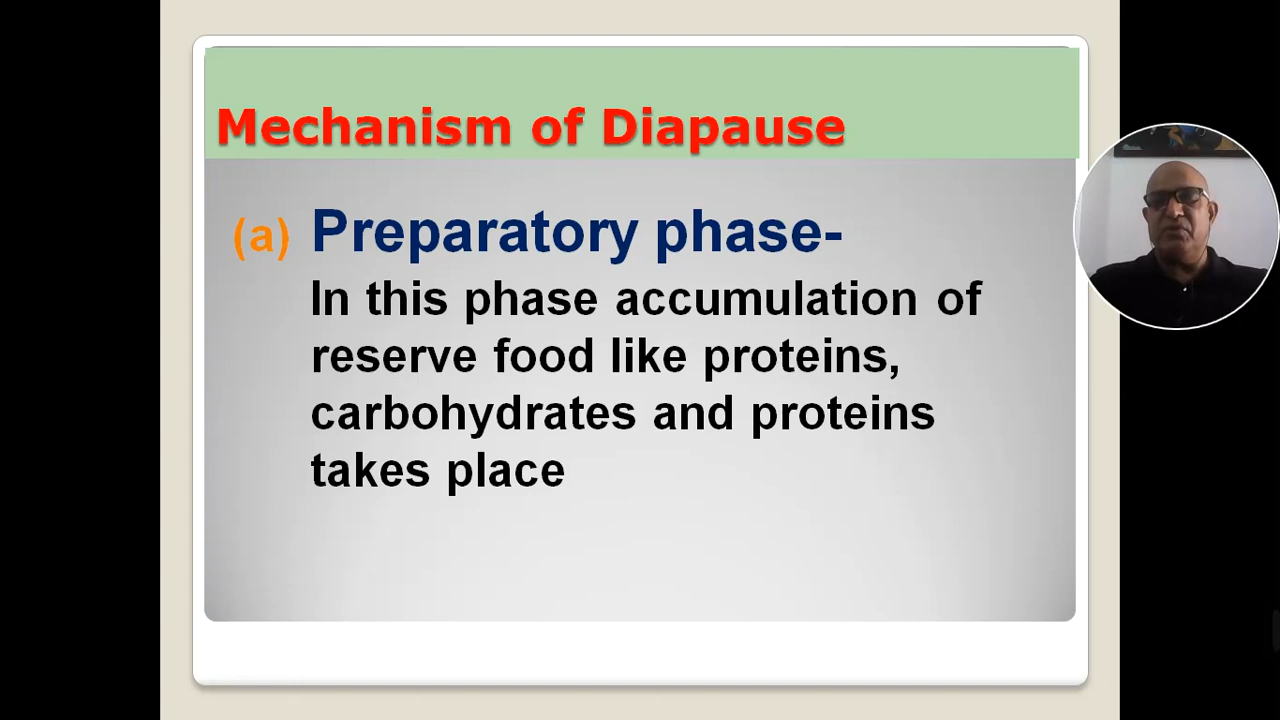 Mechanism of Diapause
(a) Preparatory phase-
In this phase accumulation of
reserve food like proteins,
carbohydrates and proteins
takes place